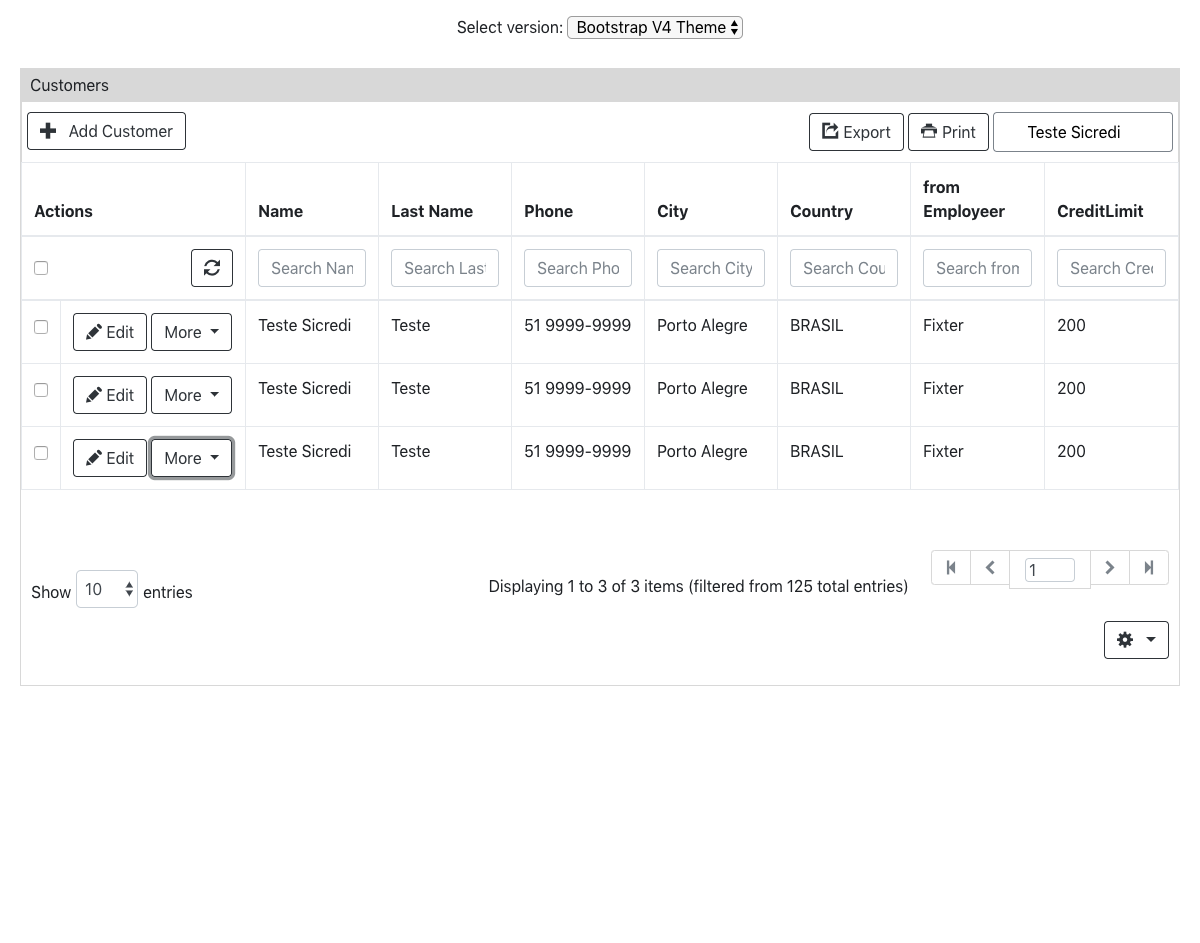 Select version: Bootstrap V4 Theme
Customers
Add Customer Export Print Teste Sicredi
Actions Name Last Name Phone City Country from Employeer CreditLimit
Search Nan Search Las Search Pho Search City Search Cou Search fron Search Cre
Edit More Teste Sicredi Teste 51 9999-9999 Porto Alegre BRASIL Fixter 200
Edit More Teste Sicredi Teste 51 9999-9999 Porto Alegre BRASIL Fixter 200
Edit More Teste Sicredi Teste 51 9999-9999 Porto Alegre BRASIL Fixter 200
Show 10 entries Displaying 1 to 3 of 3 items (filtered from 125 total entries) 1